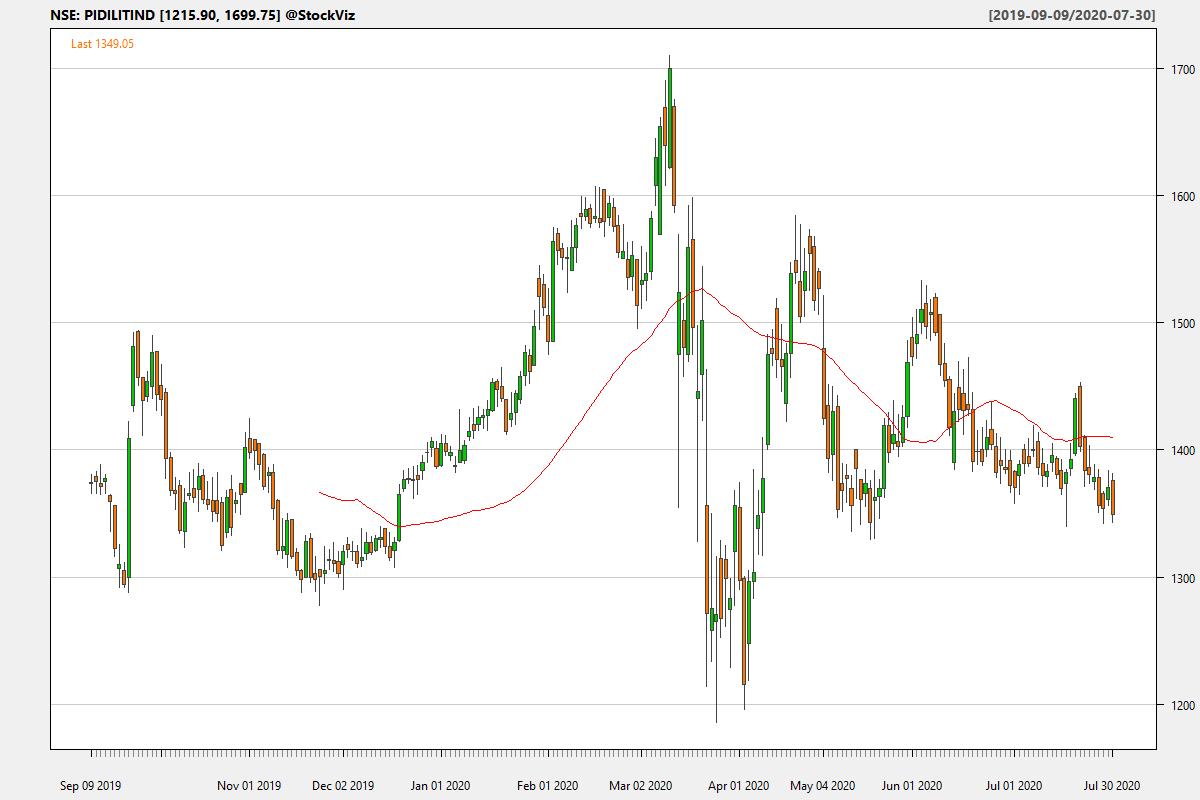 NSE: PIDILITIND [1215.90, 1699.75] @StockViz
[2019-09-09/2020-07-30]
Last 1349.05
1700
1600
1500
1400
1300
1200
Sep 09 2019
Nov 01 2019
Dec 02 2019
Jan 01 2020
Feb 01 2020
Mar 02 2020
Apr 01 2020
May 04 2020
Jun 01 2020
Jul 01 2020
Jul 30 2020